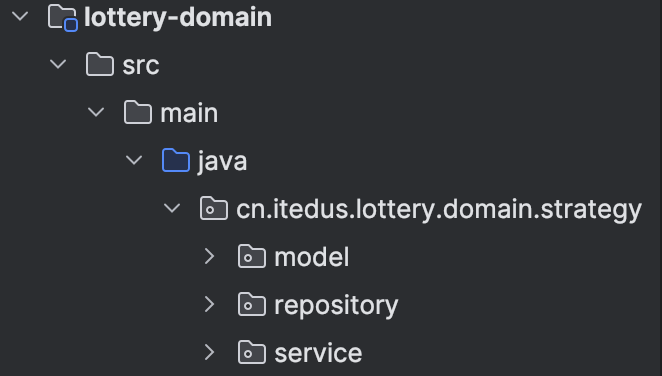 lottery-domain
src
main
java
cn.itedus.lottery.domain.strategy
model
repository
service